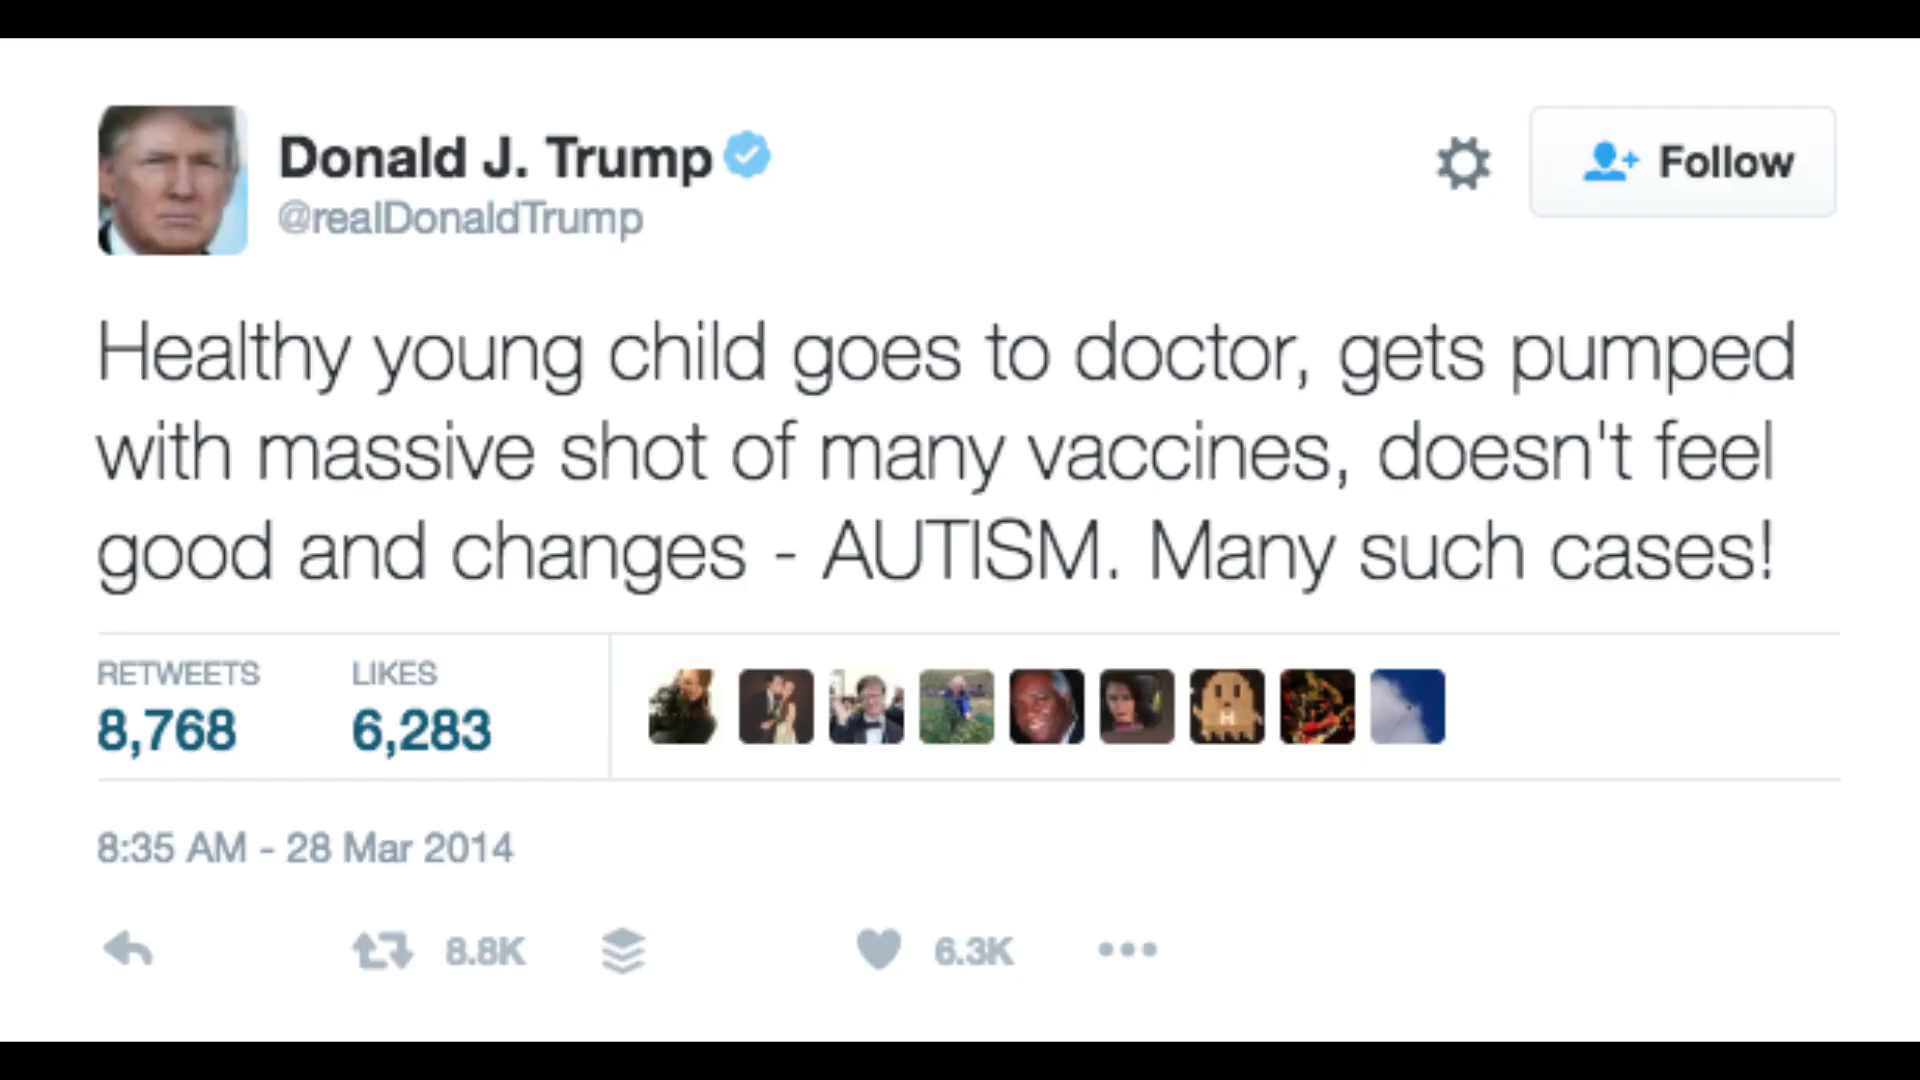 Donald J. Trump
@realDonaldTrump
Follow
Healthy young child goes to doctor, gets pumped
with massive shot of many vaccines, doesn't feel
good and changes - AUTISM. Many such cases!
RETWEETS LIKES
8,768 6,283
H
8:35 AM - 28 Mar 2014
8.8K 6.3K